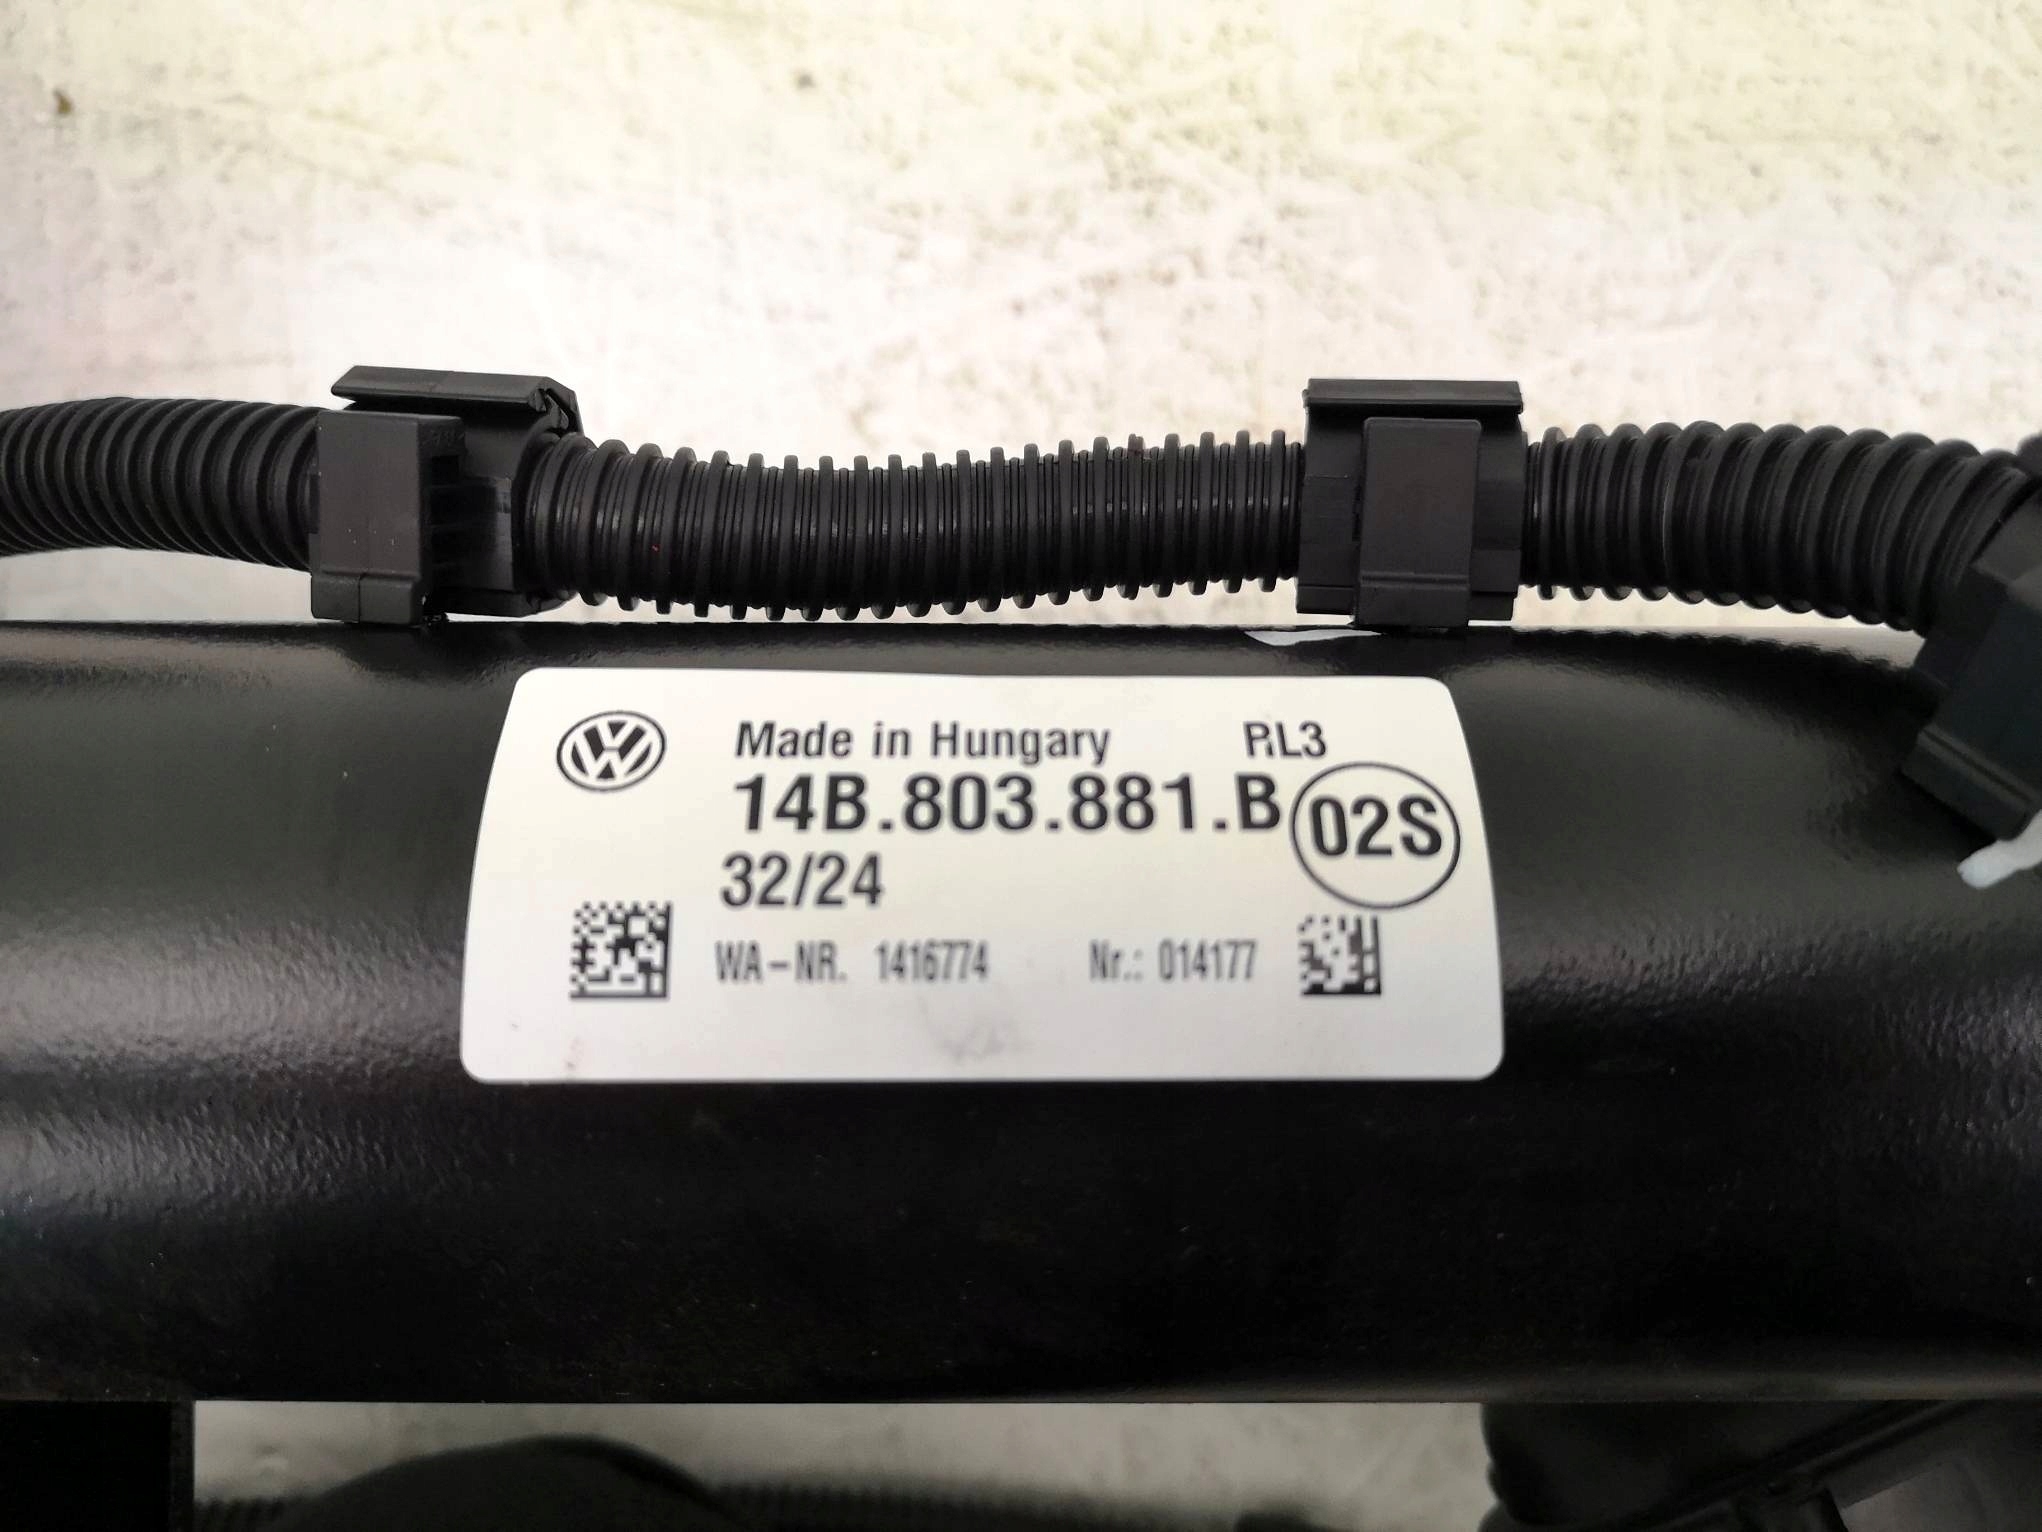 Made in Hungary RL3
14B.803.881.B 02S
32/24
WA-NR. 1416774 Nr.: 014177